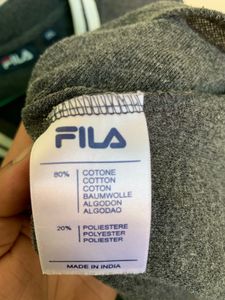 FILA
80% COTONE
COTTON
COTON
BAUMWOLLE
ALGODON
ALGODAO
20% POLIESTERE
POLYESTER
POLIESTER
MADE IN INDIA